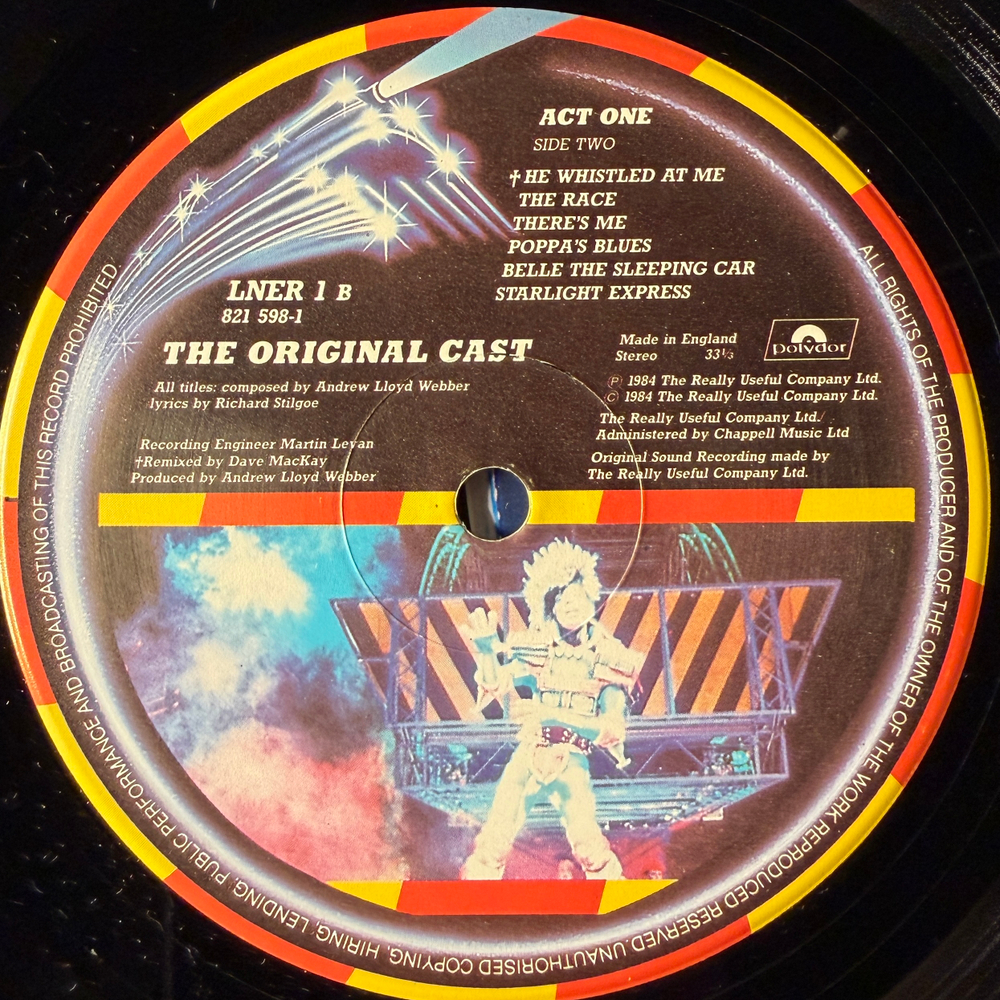 ACT ONE
SIDE TWO
†HE WHISTLED AT ME
THE RACE
THERE'S ME
POPPA'S BLUES
BELLE THE SLEEPING CAR
STARLIGHT EXPRESS
LNER 1 B
821 598-1
THE ORIGINAL CAST
All titles: composed by Andrew Lloyd Webber
lyrics by Richard Stilgoe
Recording Engineer Martin Levan
†Remixed by Dave MacKay
Produced by Andrew Lloyd Webber
Made in England
Stereo 33⅓
polydor
Ⓟ 1984 The Really Useful Company Ltd.
Ⓒ 1984 The Really Useful Company Ltd.
The Really Useful Company Ltd./
Administered by Chappell Music Ltd
Original Sound Recording made by
The Really Useful Company Ltd.
ALL RIGHTS OF THE PRODUCER AND OF THE OWNER OF THE WORK REPRODUCED RESERVED. UNAUTHORISED COPYING, HIRING, LENDING, PUBLIC PERFORMANCE AND BROADCASTING OF THIS RECORD PROHIBITED